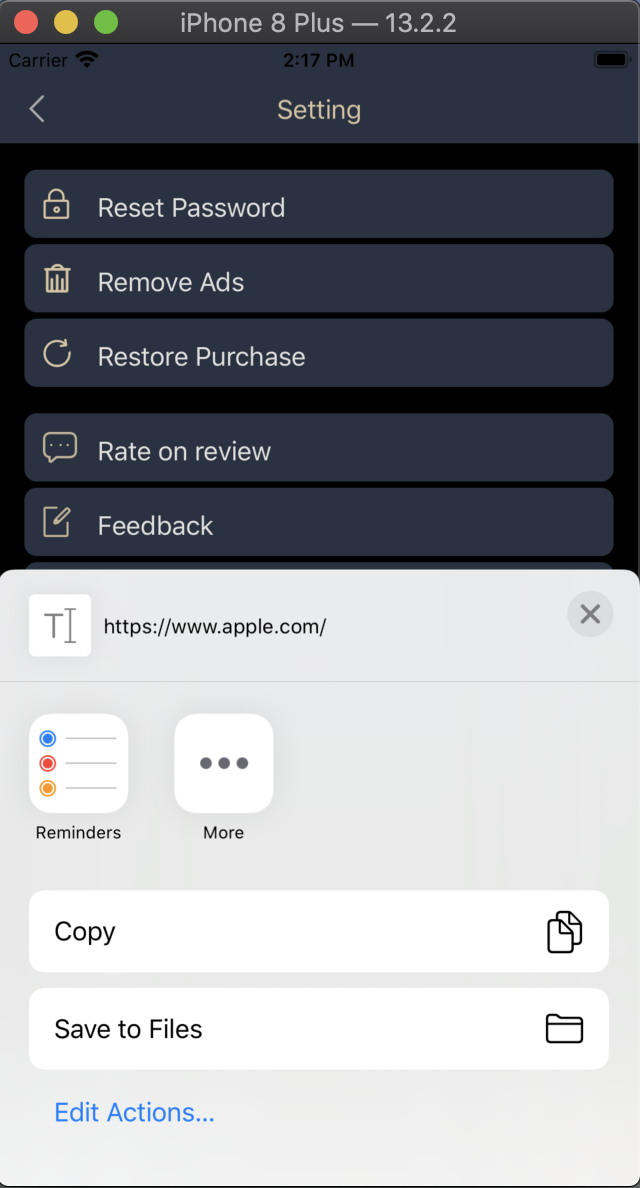 iPhone 8 Plus — 13.2.2
Carrier 2:17 PM
Setting
Reset Password
Remove Ads
Restore Purchase
Rate on review
Feedback
https://www.apple.com/
Reminders More
Copy
Save to Files
Edit Actions...